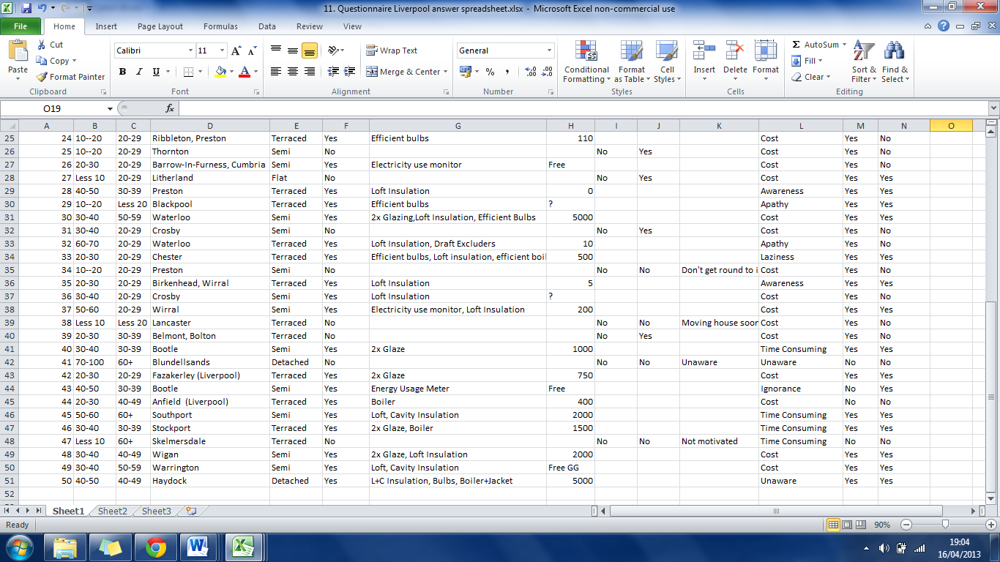 11. Questionnaire Liverpool answer spreadsheet.xlsx - Microsoft Excel non-commercial use
File Home Insert Page Layout Formulas Data Review View
Paste
Cut
Copy
Format Painter
Clipboard
Calibri 11 A A
B I U A
Font
Wrap Text
Merge & Center
Alignment
General
% , .0 .00 .00 .0
Number
Conditional Formatting
Format as Table
Cell Styles
Styles
Insert Delete Format
Cells
Σ AutoSum
Fill
Clear
Sort & Filter
Find & Select
Editing
O19 fx
A B C D E F G H I J K L M N O
25 24 10--20 20-29 Ribbleton, Preston Terraced Yes Efficient bulbs 110 Cost Yes No
26 25 10--20 20-29 Thornton Semi No No Yes Cost Yes No
27 26 20-30 20-29 Barrow-In-Furness, Cumbria Semi Yes Electricity use monitor Free Cost Yes No
28 27 Less 10 20-29 Litherland Flat No No Yes Cost Yes Yes
29 28 40-50 30-39 Preston Terraced Yes Loft Insulation 0 Awareness Yes Yes
30 29 10--20 Less 20 Blackpool Terraced Yes Efficient bulbs ? Apathy Yes Yes
31 30 30-40 50-59 Waterloo Semi Yes 2x Glazing,Loft Insulation, Efficient Bulbs 5000 Cost Yes Yes
32 31 30-40 20-29 Crosby Semi No No Yes Cost Yes No
33 32 60-70 20-29 Waterloo Terraced Yes Loft Insulation, Draft Excluders 10 Apathy Yes No
34 33 20-30 20-29 Chester Terraced Yes Efficient bulbs, Loft insulation, efficient boil 500 Laziness Yes Yes
35 34 10--20 20-29 Preston Semi No No No Don't get round to i Cost Yes No
36 35 20-30 20-29 Birkenhead, Wirral Terraced Yes Loft Insulation 5 Awareness Yes Yes
37 36 30-40 20-29 Crosby Semi Yes Loft Insulation ? Cost Yes No
38 37 50-60 20-29 Wirral Semi Yes Electricity use monitor, Loft Insulation 200 Cost Yes Yes
39 38 Less 10 Less 20 Lancaster Terraced No No No Moving house soon Cost Yes No
40 39 20-30 30-39 Belmont, Bolton Terraced No No Yes Cost Yes No
41 40 30-40 30-39 Bootle Semi Yes 2x Glaze 1000 Time Consuming Yes Yes
42 41 70-100 60+ Blundellsands Detached No No No Unaware Unaware No No
43 42 20-30 20-29 Fazakerley (Liverpool) Terraced Yes 2x Glaze 750 Cost Yes Yes
44 43 40-50 30-39 Bootle Semi Yes Energy Usage Meter Free Ignorance No Yes
45 44 20-30 40-49 Anfield (Liverpool) Terraced Yes Boiler 400 Cost No No
46 45 50-60 60+ Southport Semi Yes Loft, Cavity Insulation 2000 Time Consuming Yes Yes
47 46 30-40 30-39 Stockport Terraced Yes 2x Glaze, Boiler 1500 Time Consuming Yes Yes
48 47 Less 10 60+ Skelmersdale Terraced No No No Not motivated Time Consuming No No
49 48 30-40 40-49 Wigan Semi Yes 2x Glaze, Loft Insulation 2000 Cost Yes Yes
50 49 30-40 50-59 Warrington Semi Yes Loft, Cavity Insulation Free GG Cost Yes Yes
51 50 40-50 40-49 Haydock Detached Yes L+C Insulation, Bulbs, Boiler+Jacket 5000 Unaware Yes Yes
52
Sheet1 Sheet2 Sheet3
Ready 90%
19:04
16/04/2013